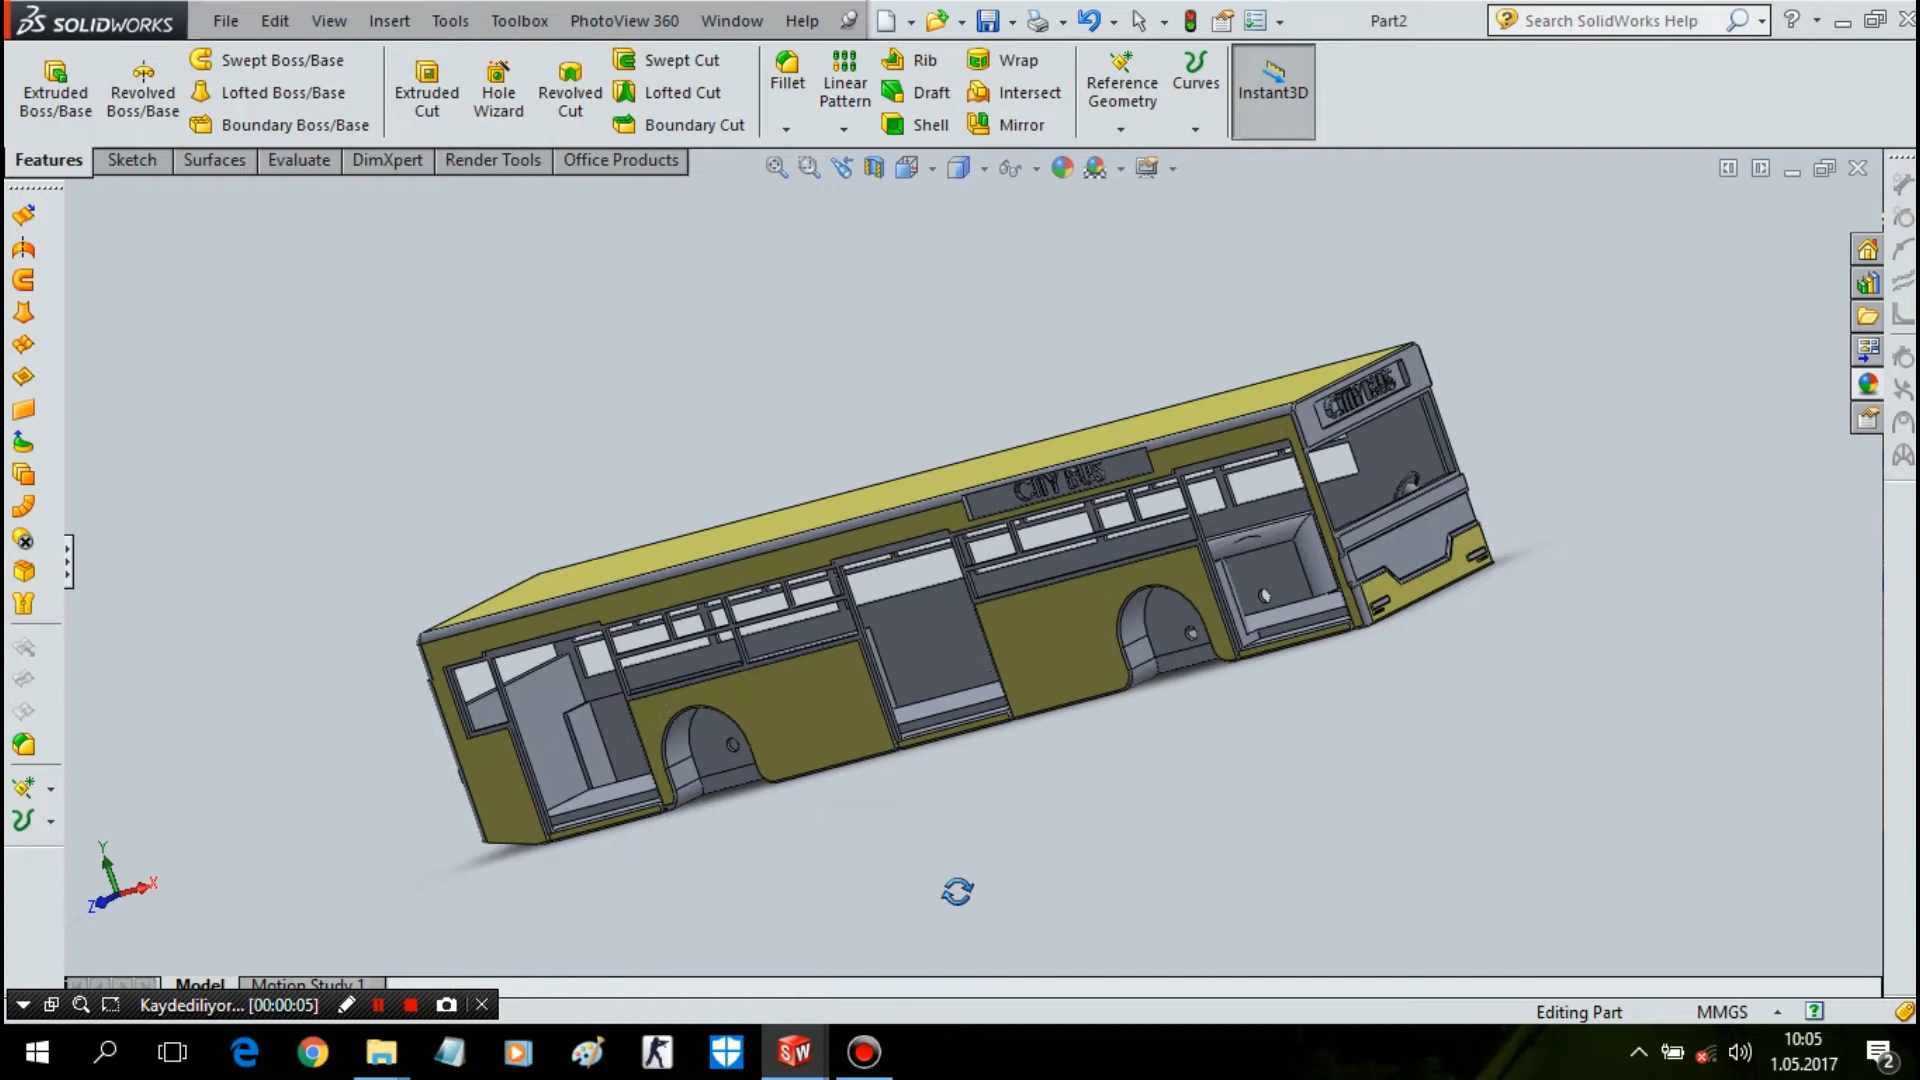 SOLIDWORKS File Edit View Insert Tools Toolbox PhotoView 360 Window Help Part2 Search SolidWorks Help
Extruded Boss/Base
Revolved Boss/Base
Swept Boss/Base
Lofted Boss/Base
Boundary Boss/Base
Extruded Cut
Hole Wizard
Revolved Cut
Swept Cut
Lofted Cut
Boundary Cut
Fillet
Linear Pattern
Rib
Draft
Shell
Wrap
Intersect
Mirror
Reference Geometry
Curves
Instant3D
Features Sketch Surfaces Evaluate DimXpert Render Tools Office Products
CITY BUS
CITY BUS
Y
X
Z
Model Motion Study 1
Kaydediliyor... [00:00:05]
Editing Part MMGS
SW
10:05
1.05.2017
2